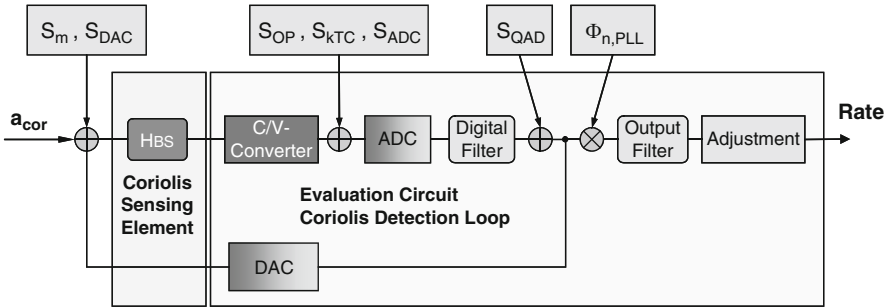 S_m , S_DAC
S_OP , S_kTC , S_ADC
S_QAD
Φ_n,PLL
a_cor
Rate
H_BS
C/V-
Converter
ADC
Digital
Filter
Output
Filter
Adjustment
Coriolis
Sensing
Element
Evaluation Circuit
Coriolis Detection Loop
DAC